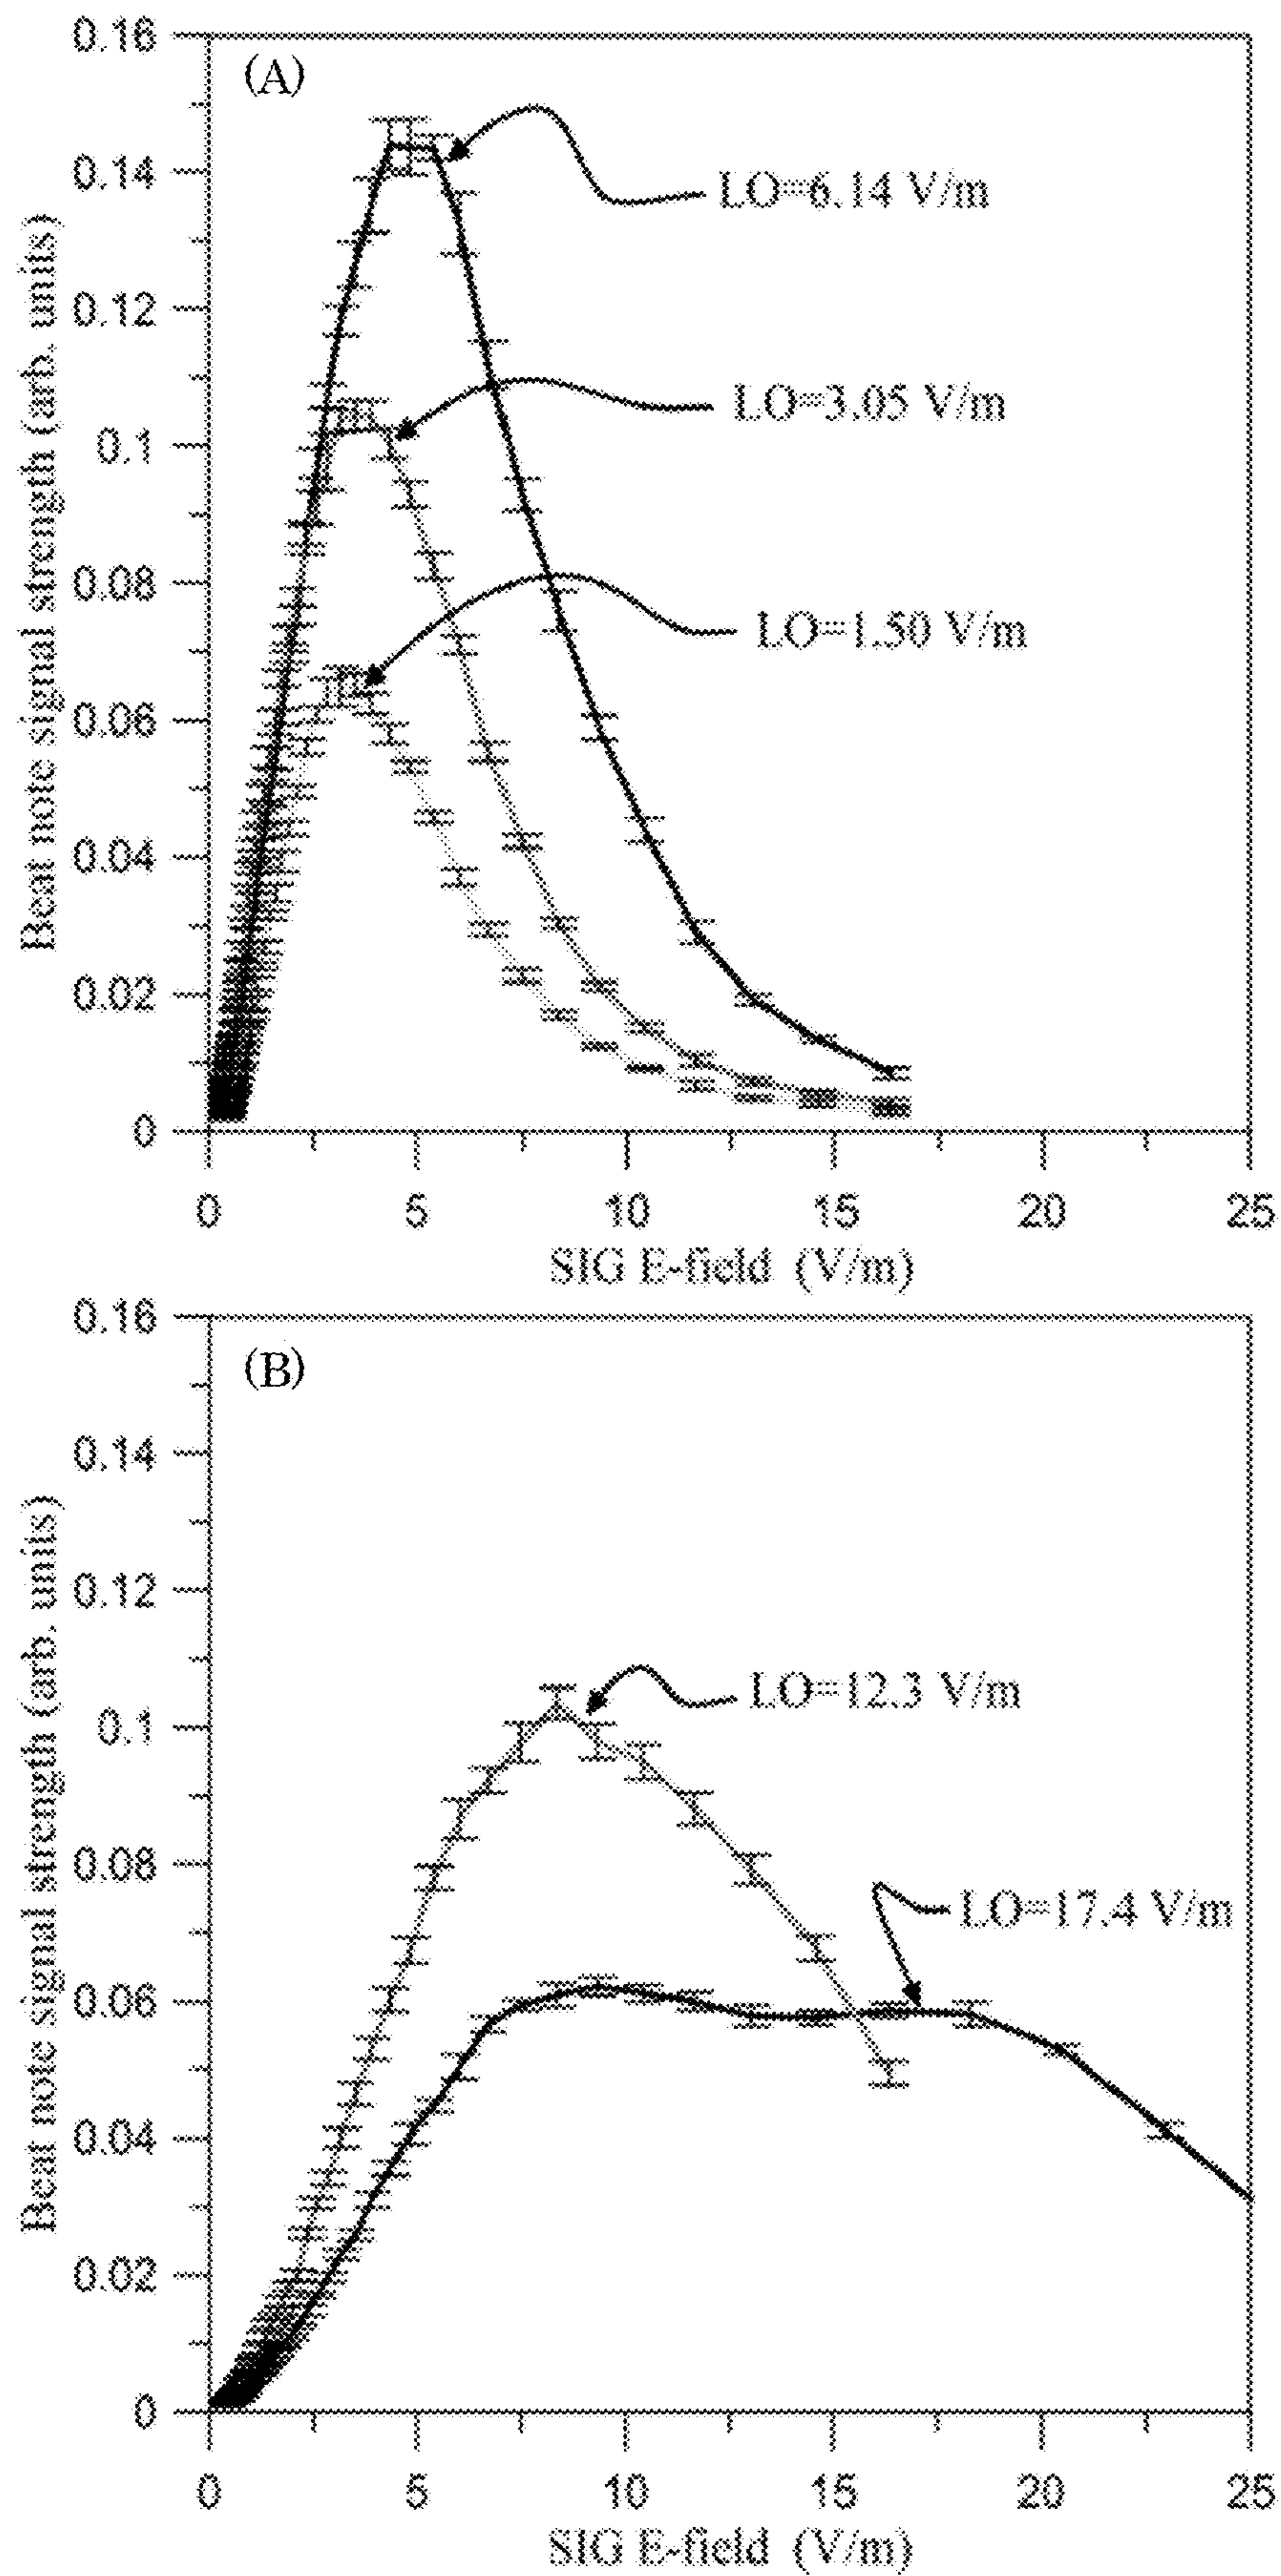 (A)
Beat note signal strength (arb. units)
0.16
0.14
0.12
0.1
0.08
0.06
0.04
0.02
0
LO=6.14 V/m
LO=3.05 V/m
LO=1.50 V/m
0 5 10 15 20 25
SIG E-field (V/m)
(B)
Beat note signal strength (arb. units)
0.16
0.14
0.12
0.1
0.08
0.06
0.04
0.02
0
LO=12.3 V/m
LO=17.4 V/m
0 5 10 15 20 25
SIG E-field (V/m)